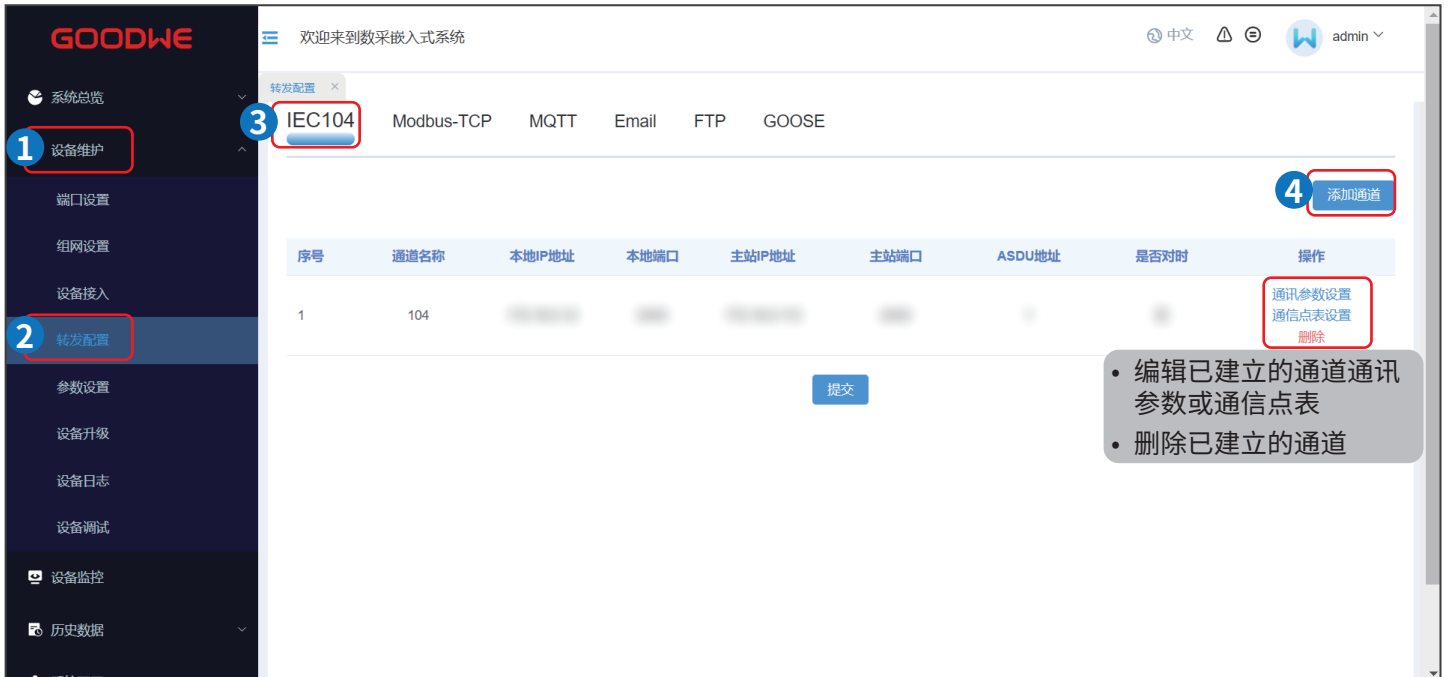 GOODWE
欢迎来到数采嵌入式系统
中文
admin
系统总览
1
设备维护
端口设置
组网设置
设备接入
2
转发配置
参数设置
设备升级
设备日志
设备调试
设备监控
历史数据
转发配置 ×
3
IEC104 Modbus-TCP MQTT Email FTP GOOSE
4
添加通道
序号 通道名称 本地IP地址 本地端口 主站IP地址 主站端口 ASDU地址 是否对时 操作
1 104
通讯参数设置
通信点表设置
删除
• 编辑已建立的通道通讯
参数或通信点表
• 删除已建立的通道
提交